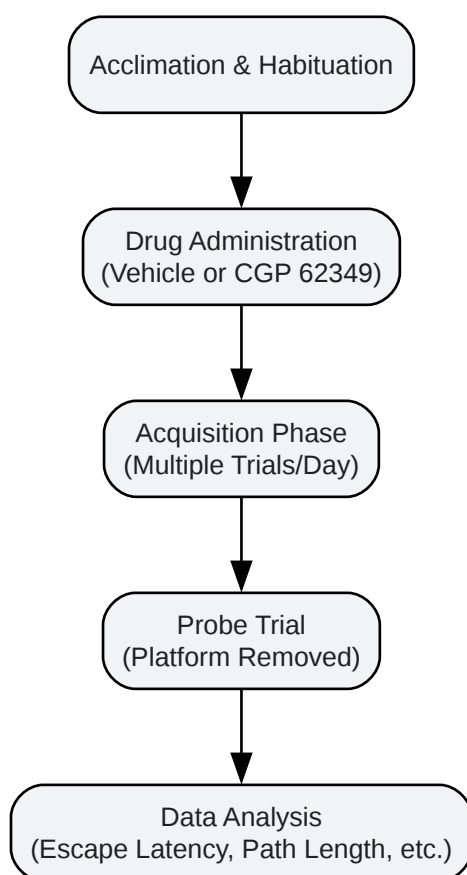 Acclimation & Habituation
Drug Administration
(Vehicle or CGP 62349)
Acquisition Phase
(Multiple Trials/Day)
Probe Trial
(Platform Removed)
Data Analysis
(Escape Latency, Path Length, etc.)